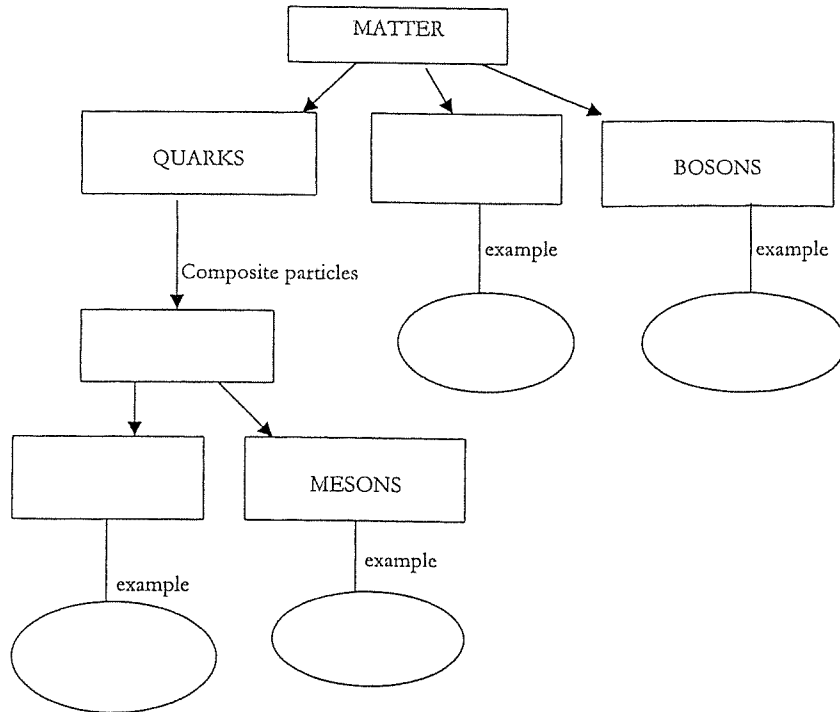 MATTER
QUARKS
BOSONS
example
example
Composite particles
MESONS
example
example